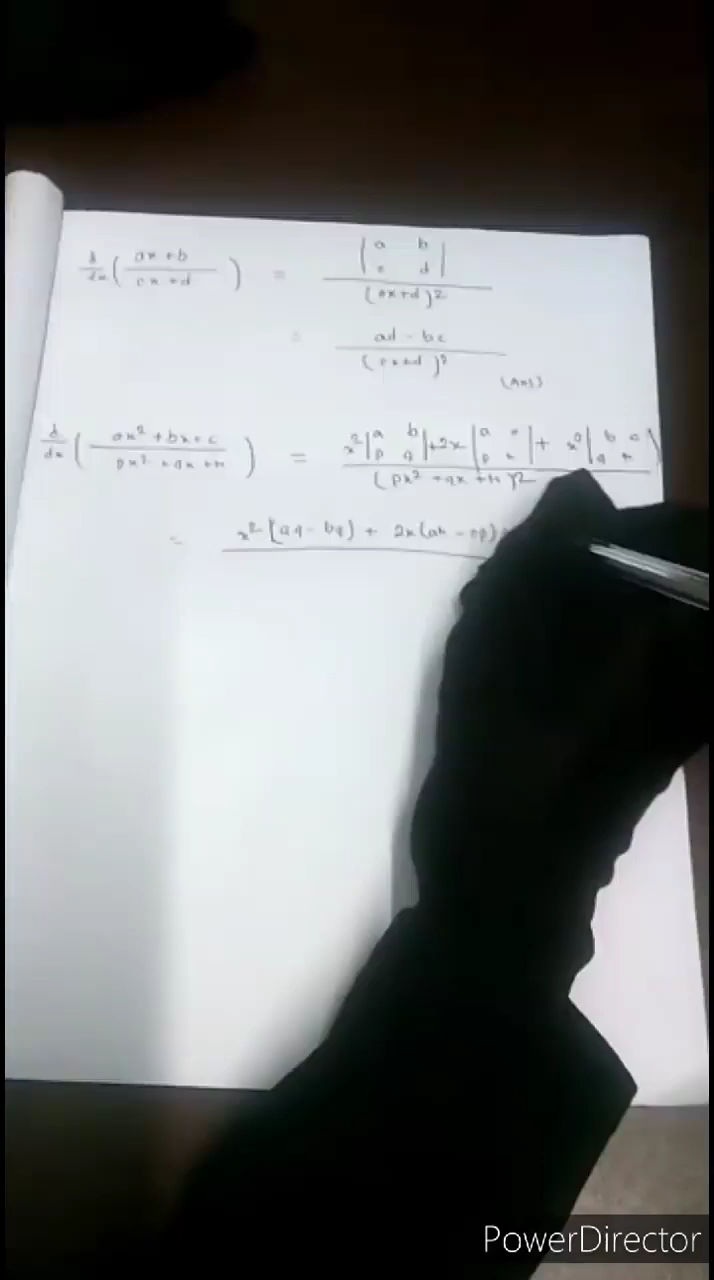 d/dx ( ax+b / cx+d ) = | a b c d | / (cx+d)²
= ad - bc / (cx+d)²
(Ans)
d/dx ( ax² + bx + c / px² + qx + r ) = x² | a b p q | + 2x | a c p r | + x⁰ | b c q r | / (px² + qx + r)²
= x² [aq - bq) + 2x (ar - cp)
PowerDirector